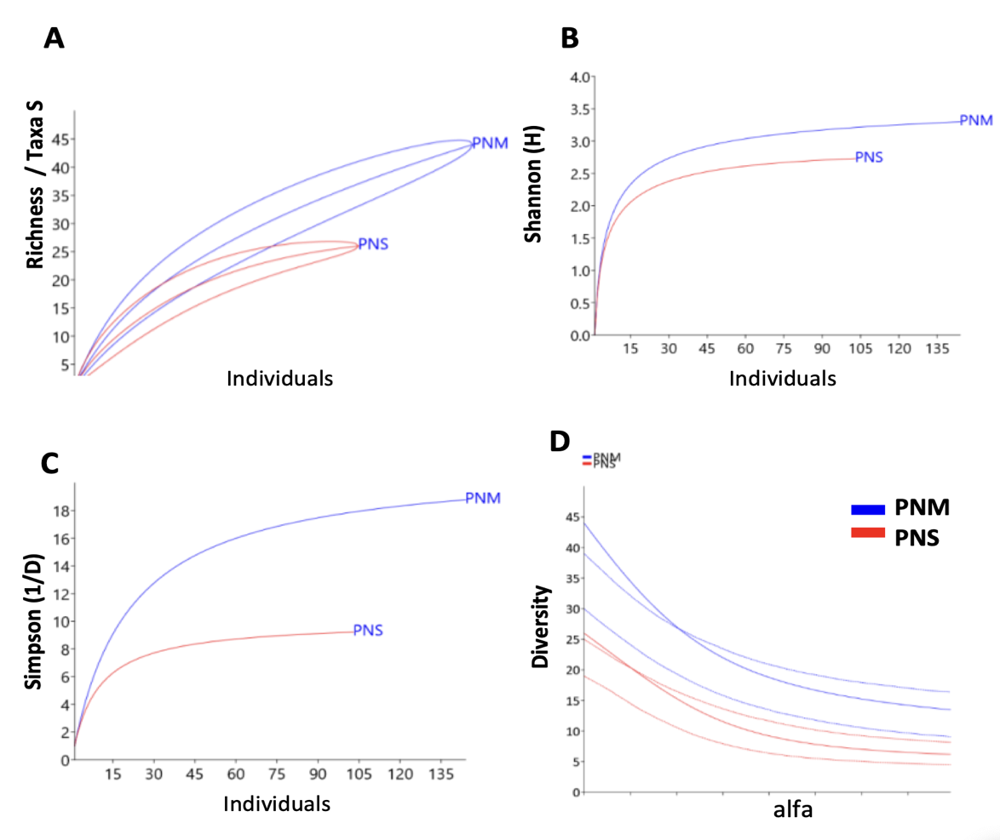 A
Richness / Taxa S
45
40
35
30
25
20
15
10
5
PNM
PNS
Individuals
B
Shannon (H)
4.0
3.5
3.0
2.5
2.0
1.5
1.0
0.5
0.0
PNM
PNS
15 30 45 60 75 90 105 120 135
Individuals
C
Simpson (1/D)
18
16
14
12
10
8
6
4
2
0
PNM
PNS
15 30 45 60 75 90 105 120 135
Individuals
D
PNM
PNS
PNM
PNS
Diversity
45
40
35
30
25
20
15
10
5
0
alfa